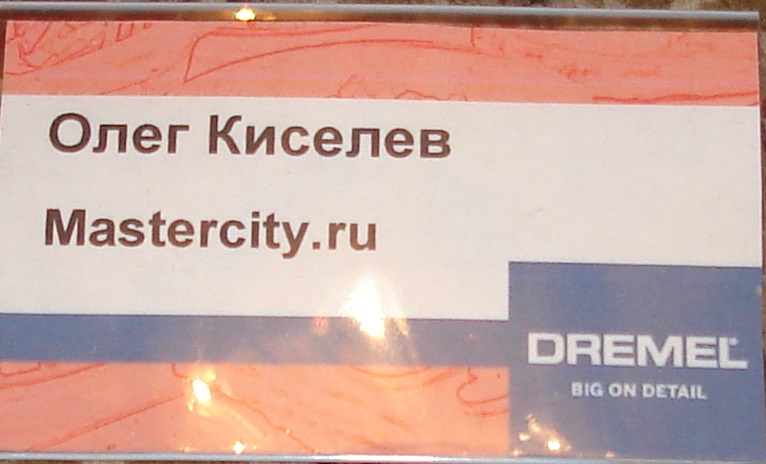 Олег Киселев
Mastercity.ru
DREMEL®
BIG ON DETAIL